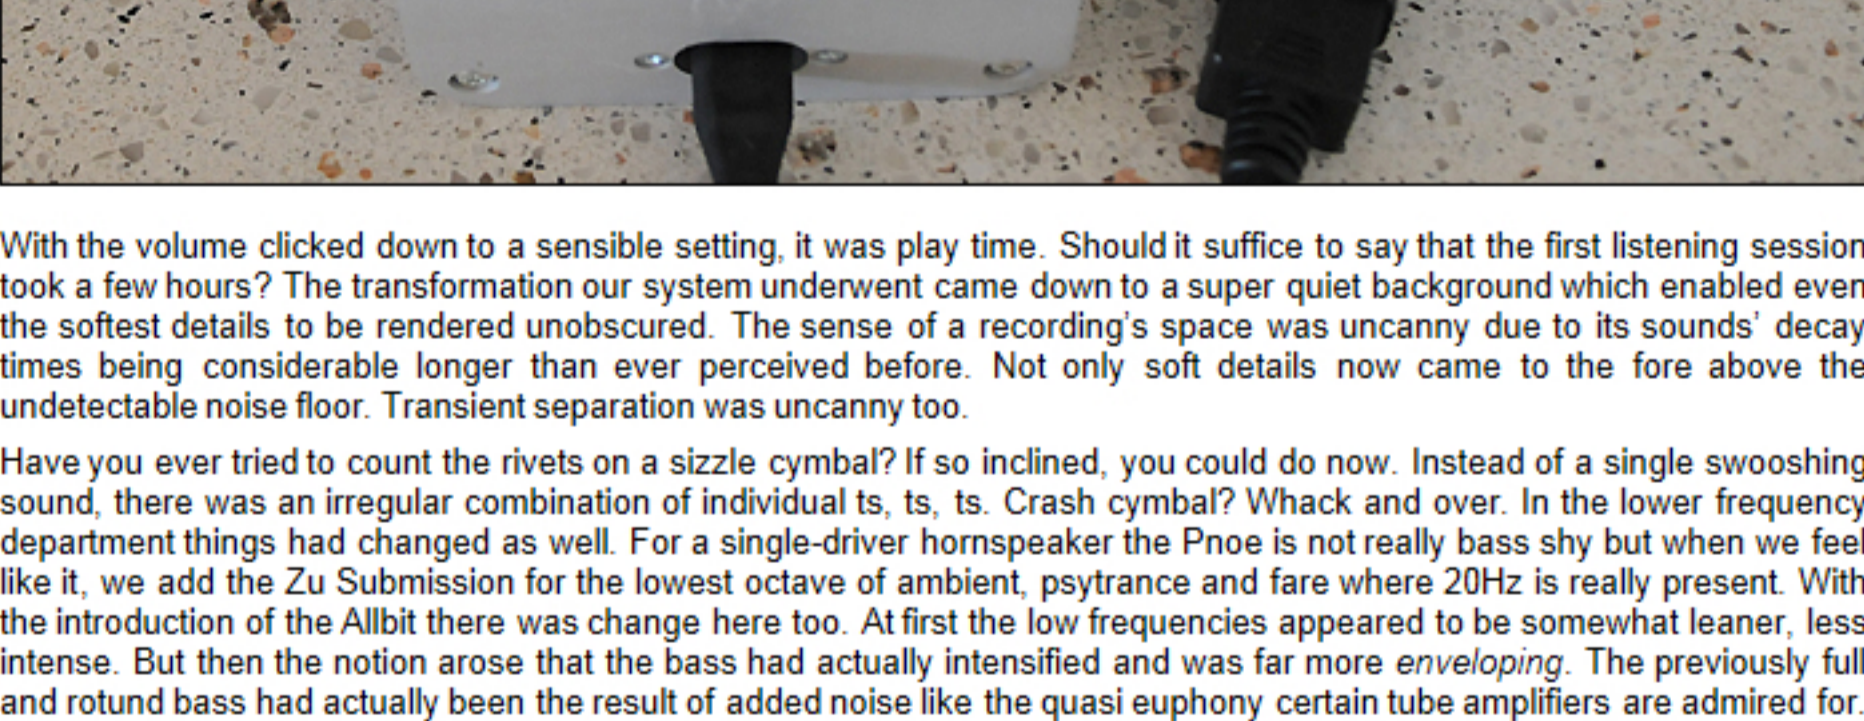 With the volume clicked down to a sensible setting, it was play time. Should it suffice to say that the first listening session
took a few hours? The transformation our system underwent came down to a super quiet background which enabled even
the softest details to be rendered unobscured. The sense of a recording's space was uncanny due to its sounds' decay
times being considerable longer than ever perceived before. Not only soft details now came to the fore above the
undetectable noise floor. Transient separation was uncanny too.
Have you ever tried to count the rivets on a sizzle cymbal? If so inclined, you could do now. Instead of a single swooshing
sound, there was an irregular combination of individual ts, ts, ts. Crash cymbal? Whack and over. In the lower frequency
department things had changed as well. For a single-driver hornspeaker the Pnoe is not really bass shy but when we feel
like it, we add the Zu Submission for the lowest octave of ambient, psytrance and fare where 20Hz is really present. With
the introduction of the Allbit there was change here too. At first the low frequencies appeared to be somewhat leaner, less
intense. But then the notion arose that the bass had actually intensified and was far more enveloping. The previously full
and rotund bass had actually been the result of added noise like the quasi euphony certain tube amplifiers are admired for.